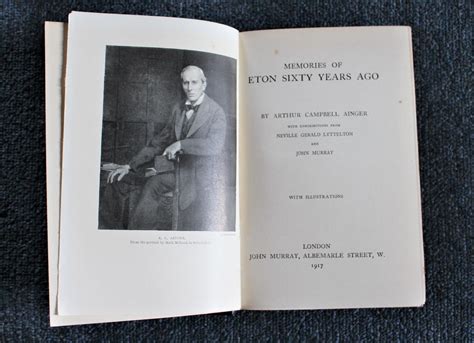 A. C. AINGER.
MEMORIES OF
ETON SIXTY YEARS AGO
BY ARTHUR CAMPBELL AINGER
WITH CONTRIBUTIONS FROM
NEVILLE GERALD LYTTELTON
AND
JOHN MURRAY
WITH ILLUSTRATIONS
LONDON
JOHN MURRAY, ALBEMARLE STREET, W.
1917